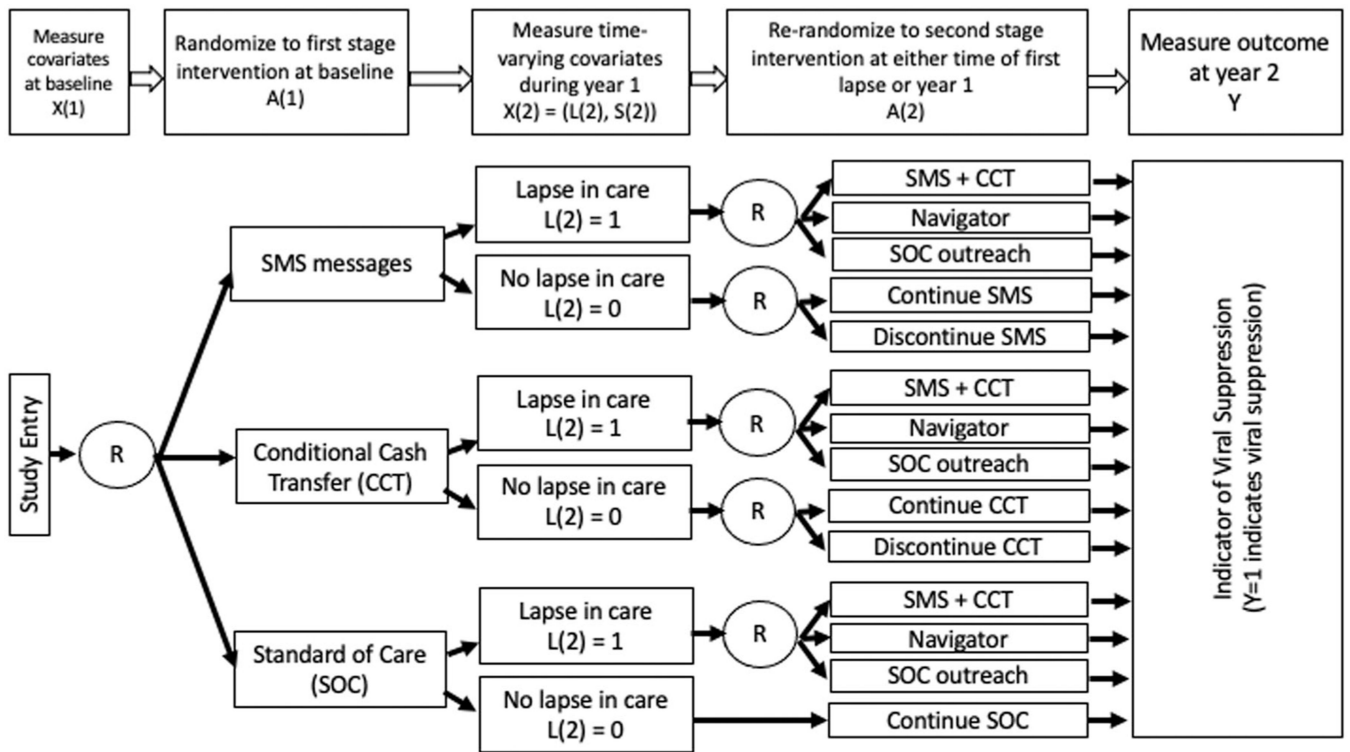 Measure
covariates
at baseline
X(1)
Randomize to first stage
intervention at baseline
A(1)
Measure time-
varying covariates
during year 1
X(2) = (L(2), S(2))
Re-randomize to second stage
intervention at either time of first
lapse or year 1
A(2)
Measure outcome
at year 2
Y
Study Entry
R
SMS messages
Lapse in care
L(2) = 1
R
SMS + CCT
Navigator
SOC outreach
No lapse in care
L(2) = 0
R
Continue SMS
Discontinue SMS
Conditional Cash
Transfer (CCT)
Lapse in care
L(2) = 1
R
SMS + CCT
Navigator
SOC outreach
No lapse in care
L(2) = 0
R
Continue CCT
Discontinue CCT
Standard of Care
(SOC)
Lapse in care
L(2) = 1
R
SMS + CCT
Navigator
SOC outreach
No lapse in care
L(2) = 0
Continue SOC
Indicator of Viral Suppression
(Y=1 indicates viral suppression)